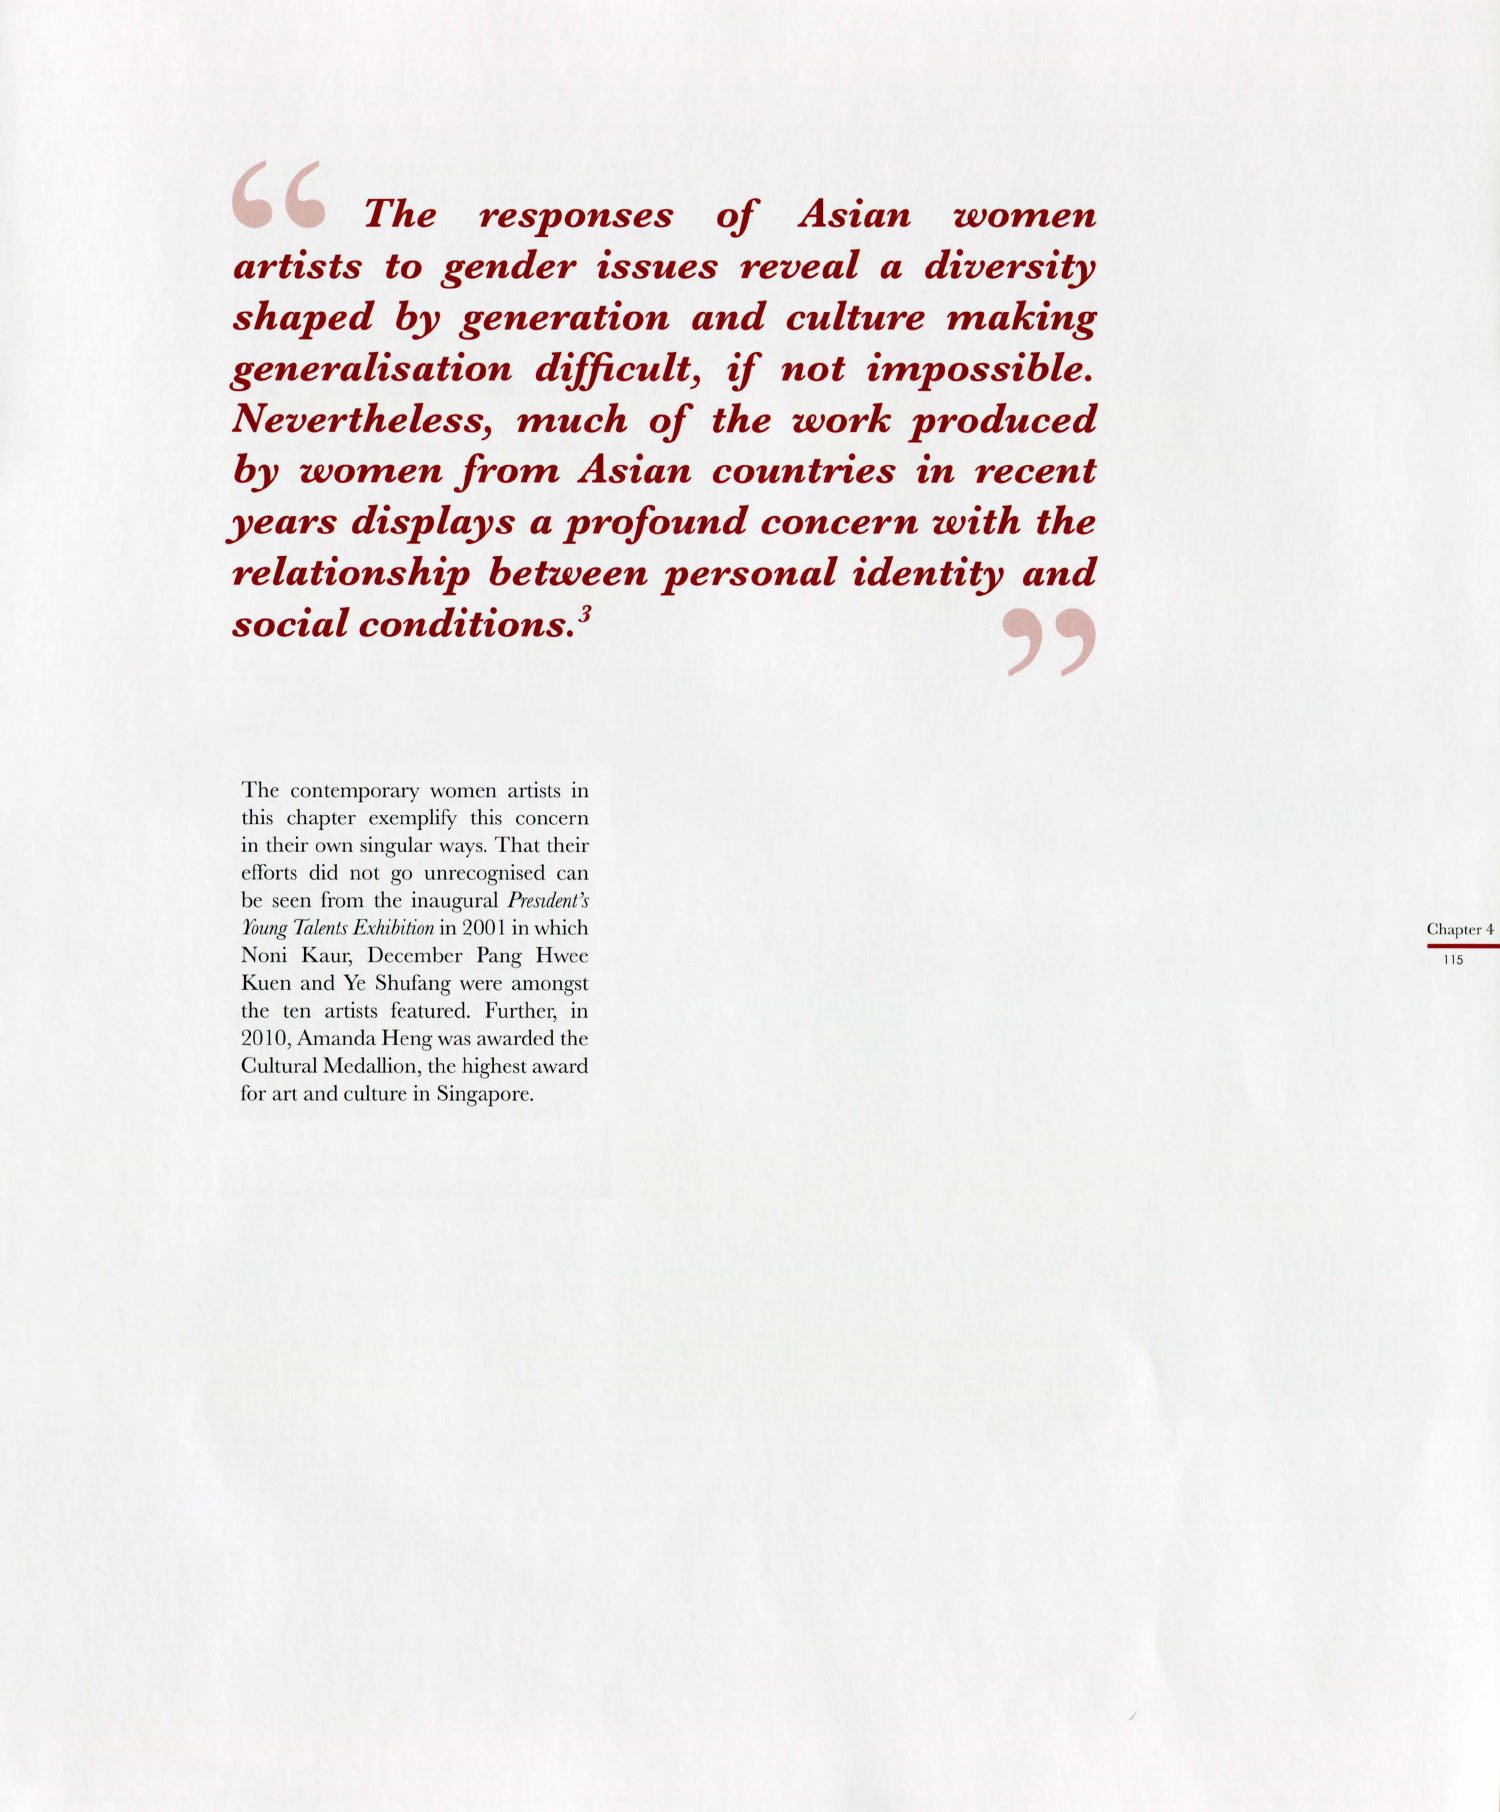 “ The responses of Asian women
artists to gender issues reveal a diversity
shaped by generation and culture making
generalisation difficult, if not impossible.
Nevertheless, much of the work produced
by women from Asian countries in recent
years displays a profound concern with the
relationship between personal identity and
social conditions.³ ”
The contemporary women artists in
this chapter exemplify this concern
in their own singular ways. That their
efforts did not go unrecognised can
be seen from the inaugural President's
Young Talents Exhibition in 2001 in which
Noni Kaur, December Pang Hwee
Kuen and Ye Shufang were amongst
the ten artists featured. Further, in
2010, Amanda Heng was awarded the
Cultural Medallion, the highest award
for art and culture in Singapore.
Chapter 4
115